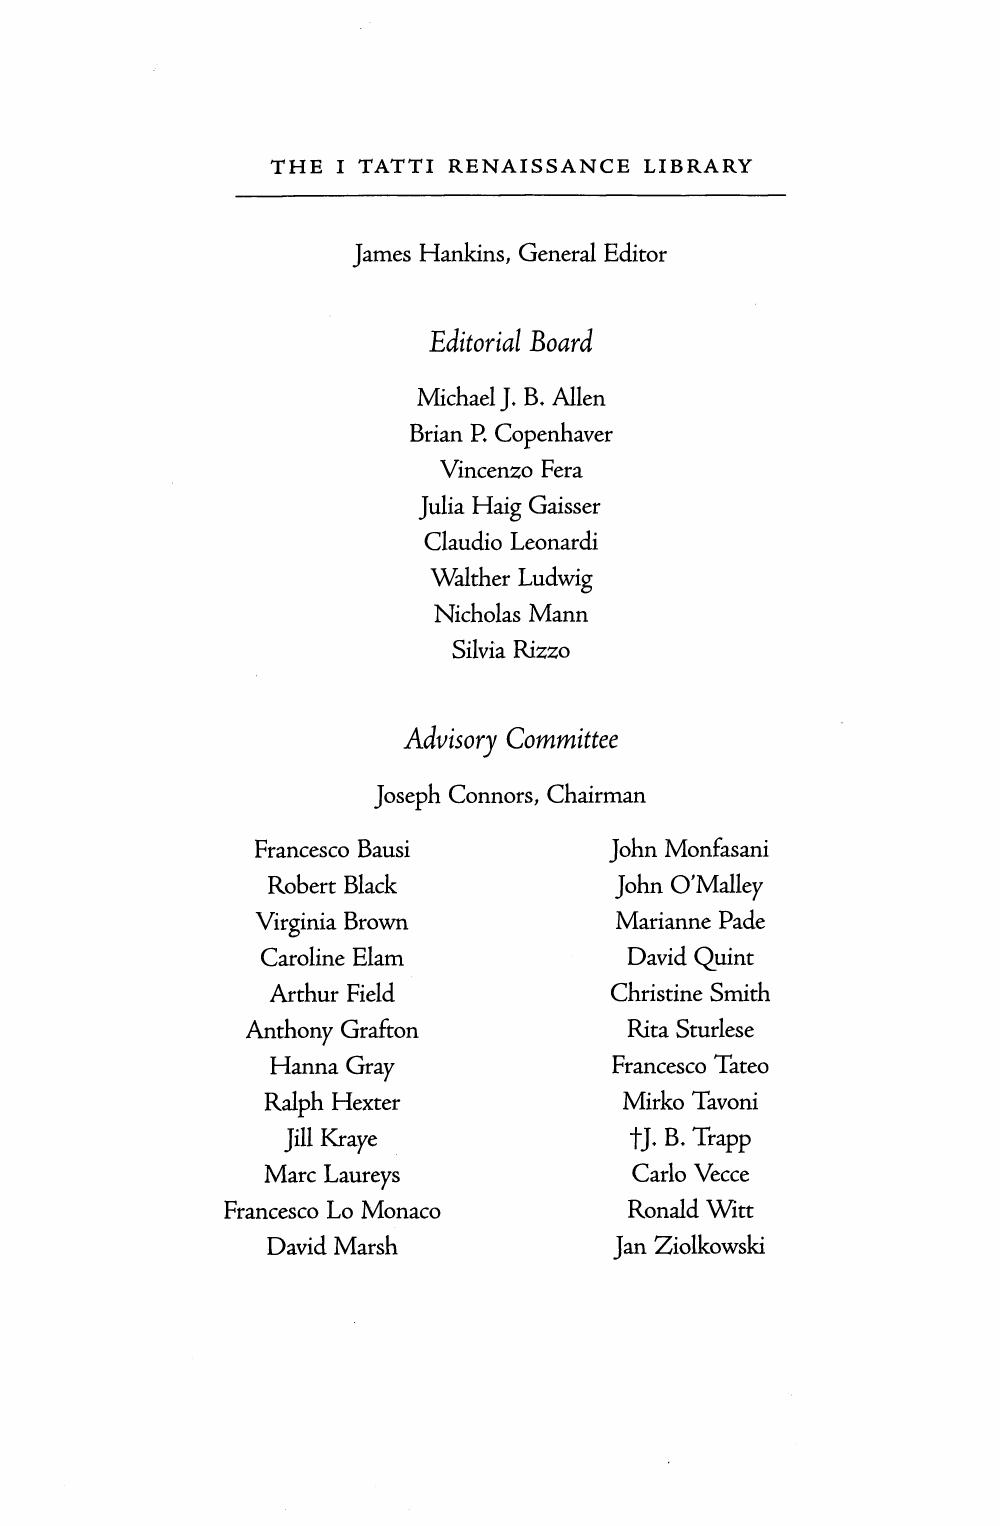 THE I TATTI RENAISSANCE LIBRARY
James Hankins, General Editor
Editorial Board
Michael J. B. Allen
Brian P. Copenhaver
Vincenzo Fera
Julia Haig Gaisser
Claudio Leonardi
Walther Ludwig
Nicholas Mann
Silvia Rizzo
Advisory Committee
Joseph Connors, Chairman
Francesco Bausi
Robert Black
Virginia Brown
Caroline Elam
Arthur Field
Anthony Grafton
Hanna Gray
Ralph Hexter
Jill Kraye
Marc Laureys
Francesco Lo Monaco
David Marsh
John Monfasani
John O'Malley
Marianne Pade
David Quint
Christine Smith
Rita Sturlese
Francesco Tateo
Mirko Tavoni
†J. B. Trapp
Carlo Vecce
Ronald Witt
Jan Ziolkowski